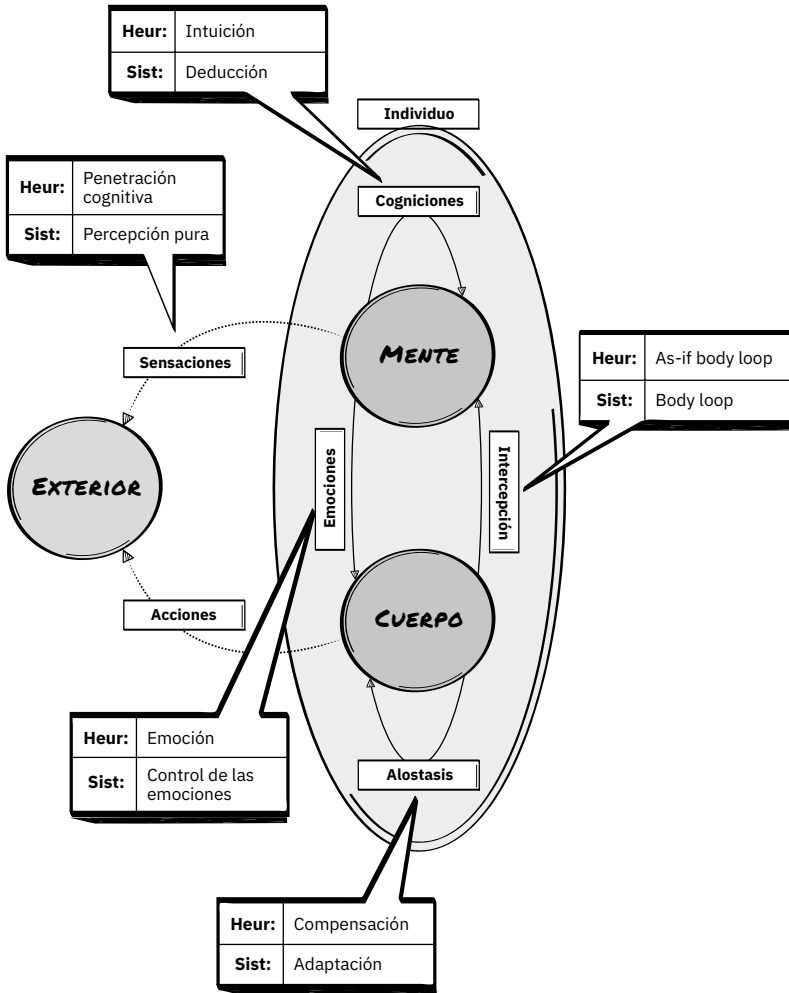 Heur: Intuición
Sist: Deducción
Individuo
Cogniciones
Heur: Penetración
cognitiva
Sist: Percepción pura
Sensaciones
MENTE
Heur: As-if body loop
Sist: Body loop
EXTERIOR
Emociones
Intercepción
Acciones
CUERPO
Heur: Emoción
Sist: Control de las
emociones
Alostasis
Heur: Compensación
Sist: Adaptación